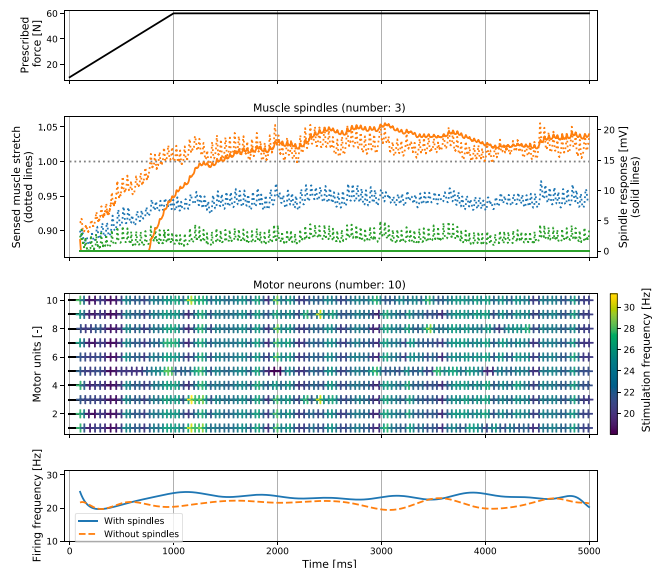 Prescribed
force [N]
60
40
20
Muscle spindles (number: 3)
Sensed muscle stretch
(dotted lines)
1.05
1.00
0.95
0.90
20
15
10
5
0
Spindle response [mV]
(solid lines)
Motor neurons (number: 10)
Motor units [-]
10
8
6
4
2
30
28
26
24
22
20
Stimulation frequency [Hz]
Firing frequency [Hz]
30
20
10
With spindles
Without spindles
0
1000
2000
3000
4000
5000
Time [ms]